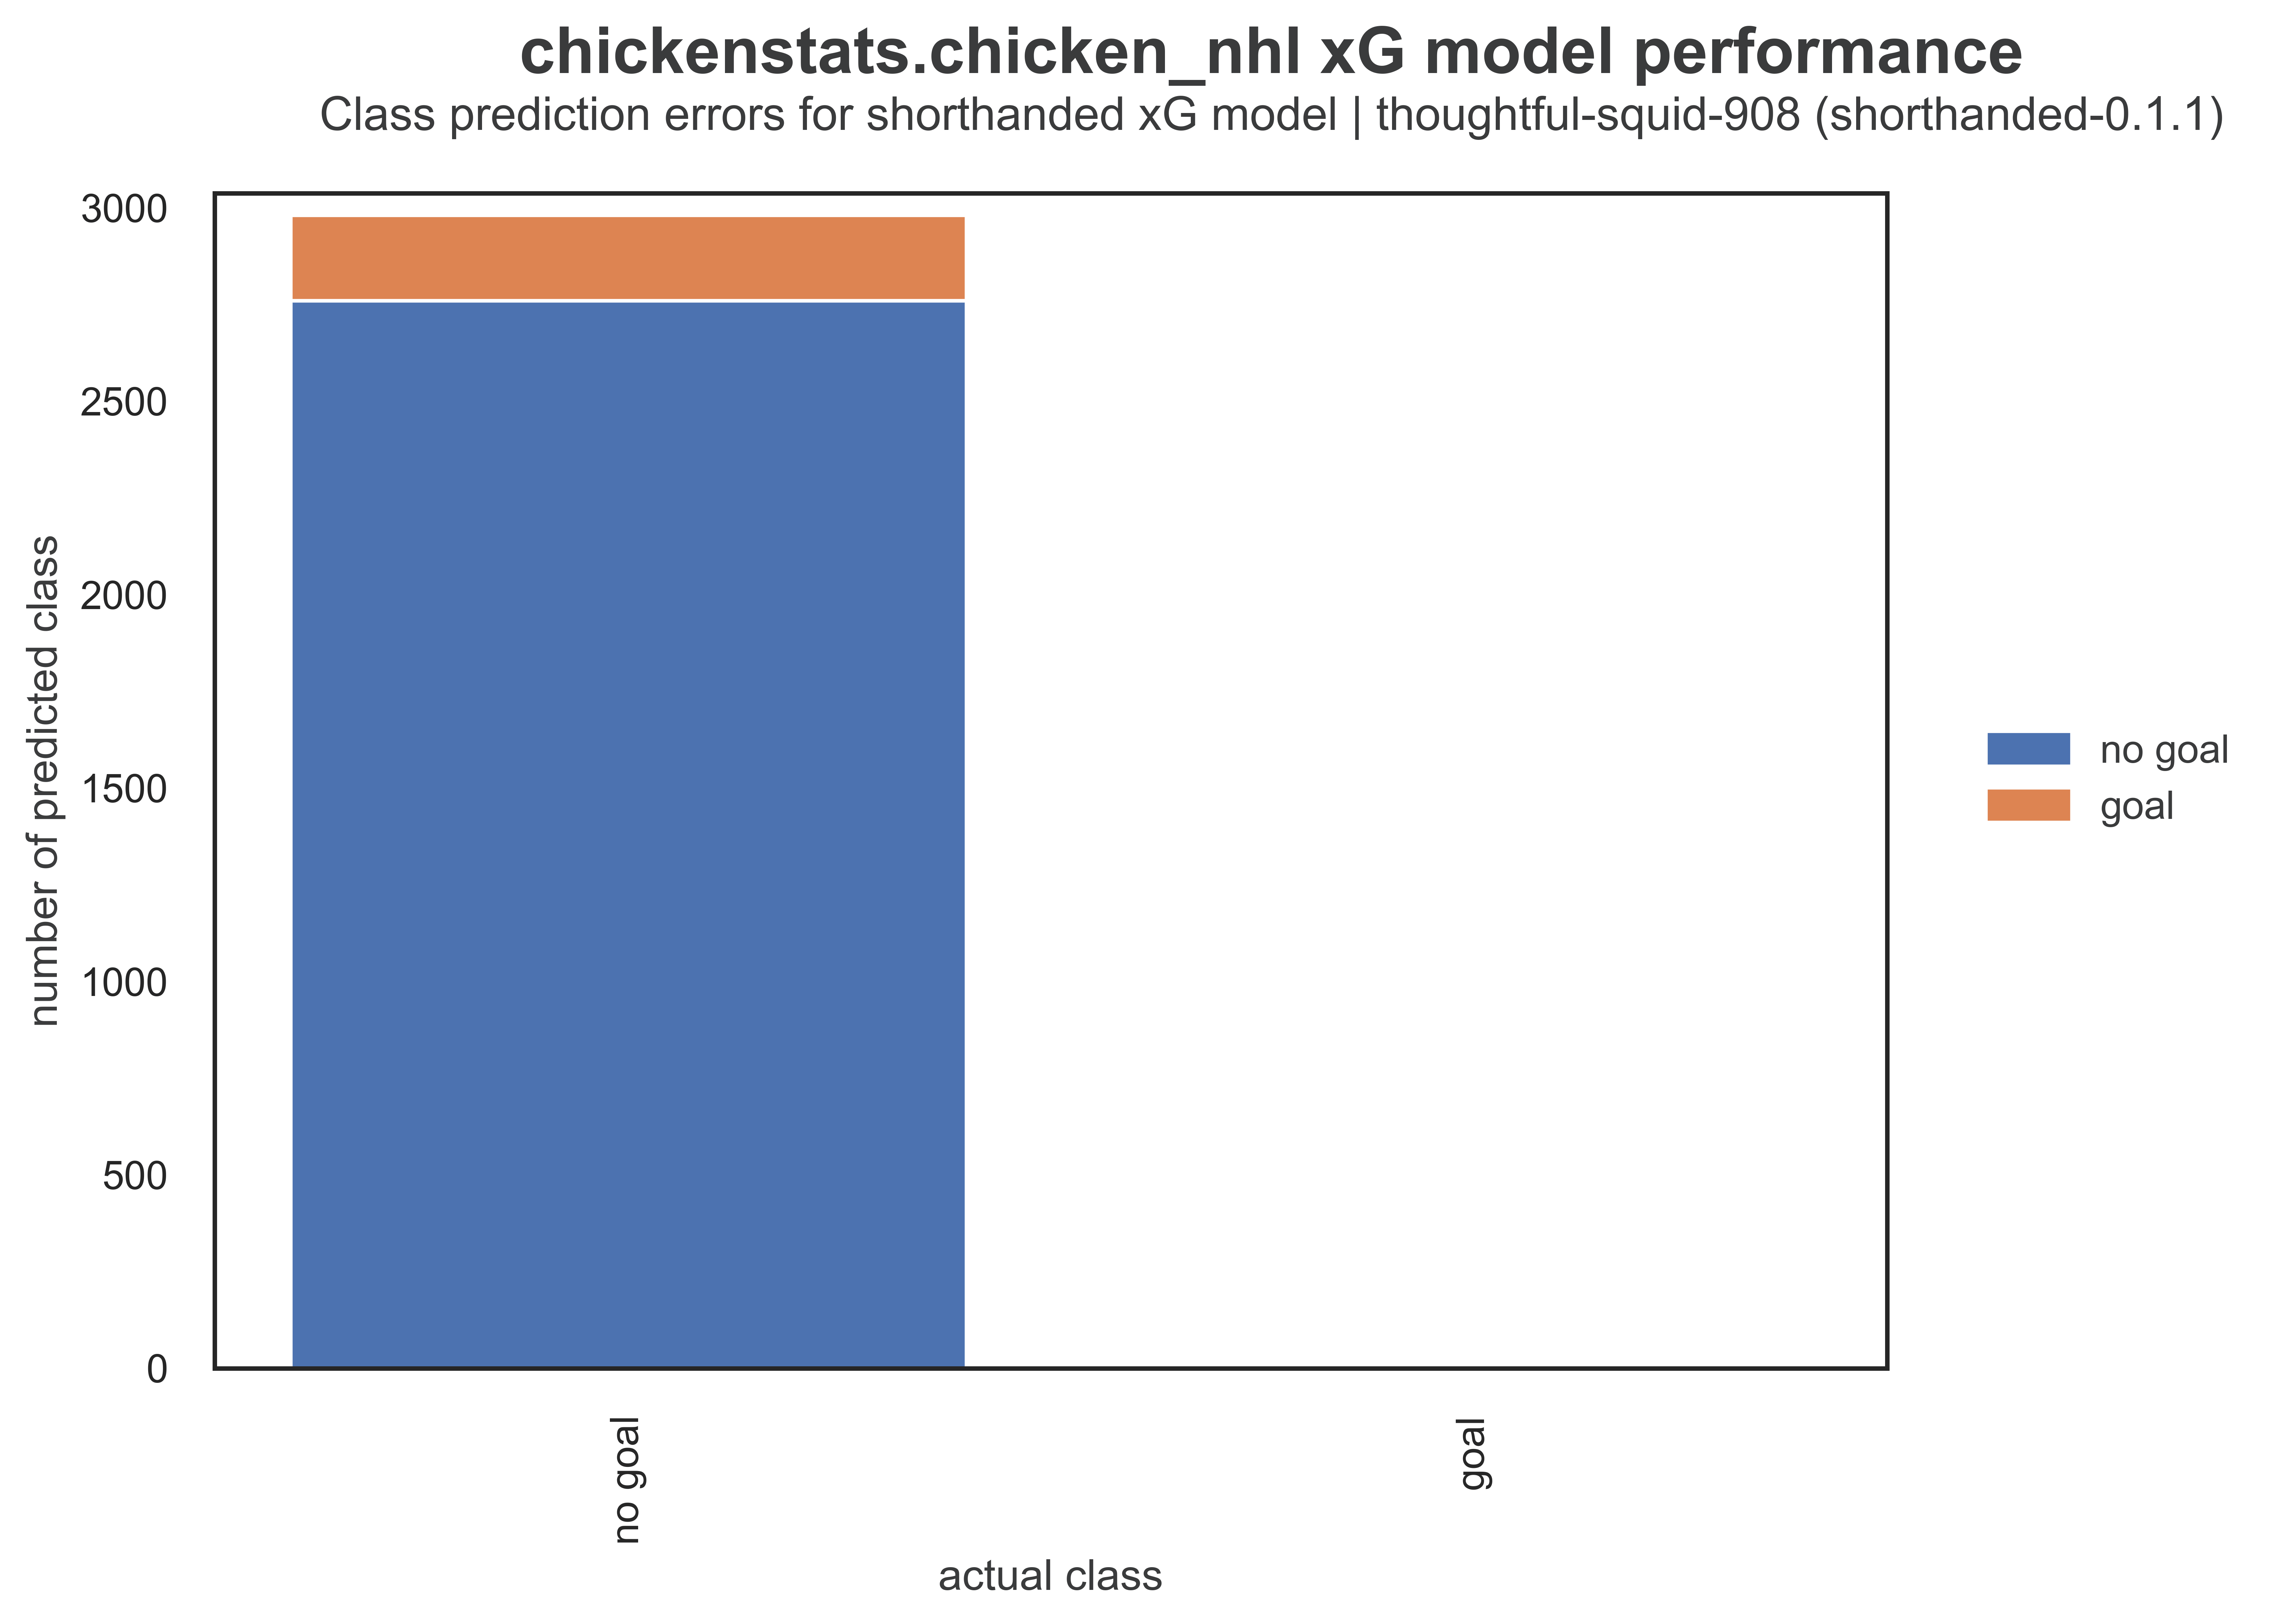 chickenstats.chicken_nhl xG model performance
Class prediction errors for shorthanded xG model | thoughtful-squid-908 (shorthanded-0.1.1)
3000
2500
2000
1500
1000
500
0
number of predicted class
no goal
goal
no goal
goal
actual class